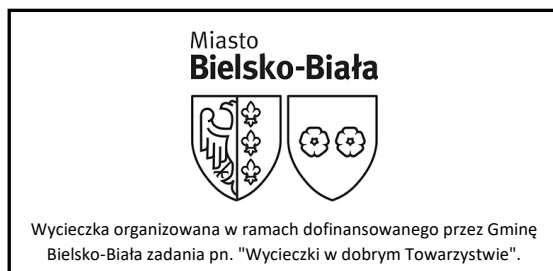 Miasto
Bielsko-Biała
Wycieczka organizowana w ramach dofinansowanego przez Gminę
Bielsko-Biała zadania pn. "Wycieczki w dobrym Towarzystwie".